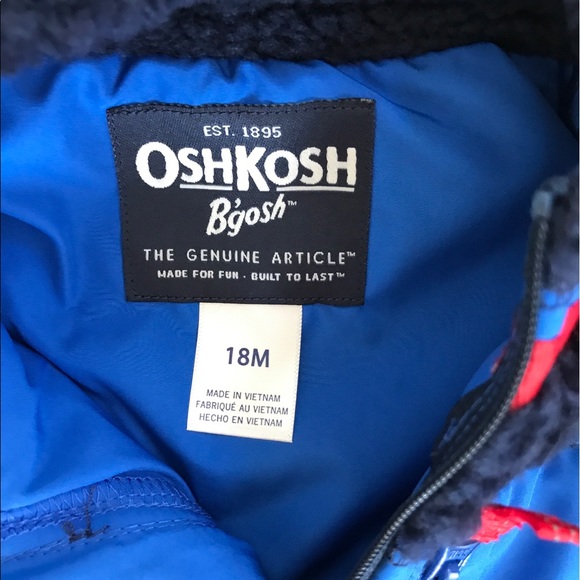 EST. 1895
OSHKOSH
B'gosh™
THE GENUINE ARTICLE™
MADE FOR FUN · BUILT TO LAST™
18M
MADE IN VIETNAM
FABRIQUÉ AU VIETNAM
HECHO EN VIETNAM